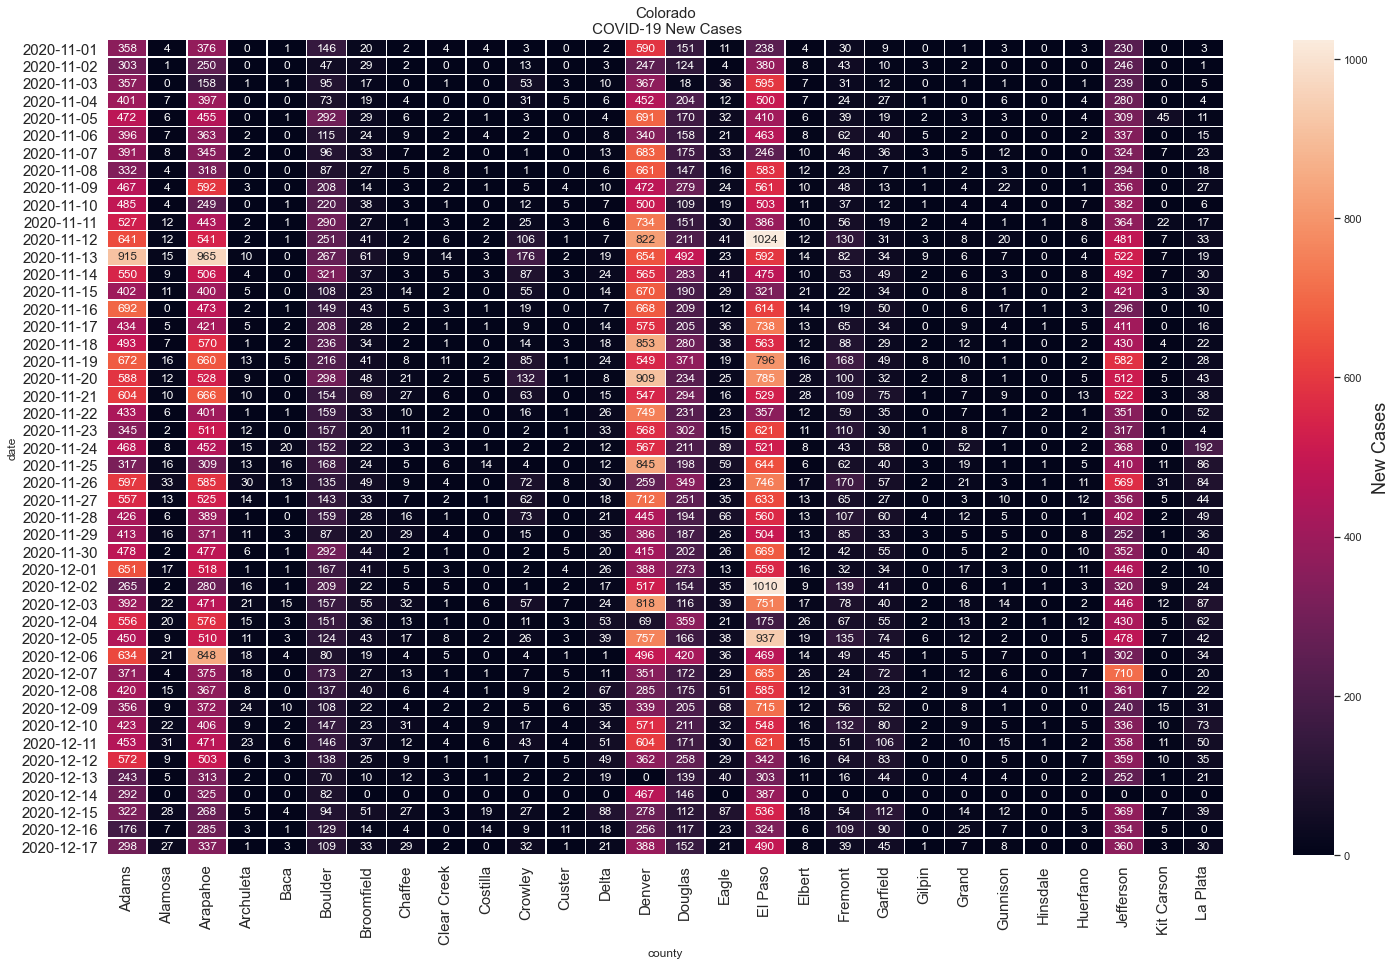 Colorado
COVID-19 New Cases
2020-11-01 358 4 376 0 1 146 20 2 4 4 3 0 2 590 151 11 238 4 30 9 0 1 3 0 3 230 0 3
2020-11-02 303 1 250 0 0 47 29 2 0 0 13 0 3 247 124 4 380 8 43 10 3 2 0 0 0 246 0 1
2020-11-03 357 0 158 1 1 95 17 0 1 0 53 3 10 367 18 36 595 7 31 12 0 1 1 0 1 239 0 5
2020-11-04 401 7 397 0 0 73 19 4 0 0 31 5 6 452 204 12 500 7 24 27 1 0 6 0 4 280 0 4
2020-11-05 472 6 455 0 1 292 29 6 2 1 3 0 4 691 170 32 410 6 39 19 2 3 3 0 4 309 45 11
2020-11-06 396 7 363 2 0 115 24 9 2 4 2 0 8 340 158 21 463 8 62 40 5 2 0 0 2 337 0 15
2020-11-07 391 8 345 2 0 96 33 7 2 0 1 0 13 683 175 33 246 10 46 36 3 5 12 0 0 324 7 23
2020-11-08 332 4 318 0 0 87 27 5 8 1 1 0 6 661 147 16 583 12 23 7 1 2 3 0 1 294 0 18
2020-11-09 467 4 592 3 0 208 14 3 2 1 5 4 10 472 279 24 561 10 48 13 1 4 22 0 1 356 0 27
2020-11-10 485 4 249 0 1 220 38 3 1 0 12 5 7 500 109 19 503 11 37 12 1 4 4 0 7 382 0 6
2020-11-11 527 12 443 2 1 290 27 1 3 2 25 3 6 734 151 30 386 10 56 19 2 4 1 1 8 364 22 17
2020-11-12 641 12 541 2 1 251 41 2 6 2 106 1 7 822 211 41 1024 12 130 31 3 8 20 0 6 481 7 33
2020-11-13 915 15 965 10 0 267 61 9 14 3 176 2 19 654 492 23 592 14 82 34 9 6 7 0 4 522 7 19
2020-11-14 550 9 506 4 0 321 37 3 5 3 87 3 24 565 283 41 475 10 53 49 2 6 3 0 8 492 7 30
2020-11-15 402 11 400 5 0 108 23 14 2 0 55 0 14 670 190 29 321 21 22 34 0 8 1 0 2 421 3 30
2020-11-16 692 0 473 2 1 149 43 5 3 1 19 0 7 668 209 12 614 14 19 50 0 6 17 1 3 296 0 10
2020-11-17 434 5 421 5 2 208 28 2 1 1 9 0 14 575 205 36 738 13 65 34 0 9 4 1 5 411 0 16
2020-11-18 493 7 570 1 2 236 34 2 1 0 14 3 18 853 280 38 563 12 88 29 2 12 1 0 2 430 4 22
2020-11-19 672 16 660 13 5 216 41 8 11 2 85 1 24 549 371 19 796 16 168 49 8 10 1 0 4 582 2 28
2020-11-20 588 12 528 9 0 298 48 21 2 5 132 1 8 909 234 25 785 28 100 32 2 8 1 0 5 512 5 43
2020-11-21 604 10 666 10 0 154 69 27 6 0 63 0 15 547 294 16 529 28 109 75 1 7 9 0 13 522 3 38
2020-11-22 433 6 401 1 1 159 33 10 2 0 16 1 26 749 231 23 357 12 59 35 0 7 1 2 1 351 0 52
2020-11-23 345 2 511 12 0 157 20 11 2 0 2 1 33 568 302 15 621 11 110 30 1 8 7 0 2 317 1 4
2020-11-24 468 8 452 15 20 152 22 3 3 1 2 2 12 567 211 89 521 8 43 58 0 52 1 0 2 368 0 192
2020-11-25 317 16 309 13 16 168 24 5 6 14 4 0 12 845 198 59 644 6 62 40 3 19 1 1 5 410 11 86
2020-11-26 597 33 585 30 13 135 49 9 4 0 72 8 30 259 349 23 746 17 170 57 2 21 3 1 11 569 31 84
2020-11-27 557 13 525 14 1 143 33 7 2 1 62 0 18 712 251 35 633 13 65 27 0 3 10 0 12 356 5 44
2020-11-28 426 6 389 1 0 159 28 16 1 0 73 0 21 445 194 66 560 13 107 60 4 12 5 0 1 402 2 49
2020-11-29 413 16 371 11 3 87 20 29 4 0 15 0 35 386 187 26 504 13 85 33 3 5 5 0 8 252 1 36
2020-11-30 478 2 477 6 1 292 44 2 1 0 2 5 20 415 202 26 669 12 42 55 0 5 2 0 10 352 0 40
2020-12-01 651 17 518 1 1 167 41 5 3 0 2 4 26 388 273 13 559 16 32 34 0 17 3 0 11 446 2 10
2020-12-02 265 2 280 16 1 209 22 5 5 0 1 2 17 517 154 35 1010 12 139 41 0 6 1 1 3 320 9 24
2020-12-03 392 22 471 21 15 157 55 32 1 6 57 7 24 818 116 39 751 17 78 40 2 18 14 0 2 446 12 87
2020-12-04 556 20 576 15 3 151 36 13 1 0 11 3 53 69 359 21 175 26 67 55 2 13 2 1 12 430 5 62
2020-12-05 450 9 510 11 3 124 43 17 8 2 26 3 39 757 166 38 937 19 135 74 6 12 2 0 5 478 7 42
2020-12-06 634 21 848 18 4 80 19 4 5 0 4 1 1 496 420 36 469 14 49 45 1 5 7 0 1 302 0 34
2020-12-07 371 4 375 18 0 173 27 13 1 1 7 5 11 351 172 29 665 26 24 72 1 12 6 0 7 710 0 20
2020-12-08 420 15 367 8 0 137 40 6 4 1 9 2 67 285 175 51 585 12 31 23 2 9 4 0 11 361 7 22
2020-12-09 356 9 372 24 10 108 22 4 2 2 5 6 35 339 205 68 715 12 56 52 0 8 1 0 0 240 15 31
2020-12-10 423 22 406 9 2 147 23 31 4 9 17 4 34 571 211 32 548 16 132 80 2 9 5 1 5 336 10 73
2020-12-11 453 31 471 23 6 146 37 12 4 6 43 4 51 604 171 30 621 15 51 106 2 10 15 1 2 358 11 50
2020-12-12 572 9 503 6 3 138 25 9 1 1 7 5 49 362 258 29 342 16 64 83 0 0 5 0 7 359 10 35
2020-12-13 243 5 313 2 0 70 10 12 3 1 2 2 19 0 139 40 303 11 16 44 0 4 4 0 2 252 1 21
2020-12-14 292 0 325 0 0 82 0 0 0 0 0 0 0 467 146 0 387 0 0 0 0 0 0 0 0 0 0 0
2020-12-15 322 28 268 5 4 94 51 27 3 19 27 2 88 278 112 87 536 18 54 112 0 14 12 0 5 369 7 39
2020-12-16 176 7 285 3 1 129 14 4 0 14 9 11 18 256 117 23 324 6 109 90 0 25 7 0 3 354 5 0
2020-12-17 298 27 337 1 3 109 33 29 2 0 32 1 21 388 152 21 490 8 39 45 1 7 8 0 0 360 3 30
date
Adams Alamosa Arapahoe Archuleta Baca Boulder Broomfield Chaffee Clear Creek Costilla Crowley Custer Delta Denver Douglas Eagle El Paso Elbert Fremont Garfield Gilpin Grand Gunnison Hinsdale Huerfano Jefferson Kit Carson La Plata
county
1000
800
600
400
200
0
New Cases